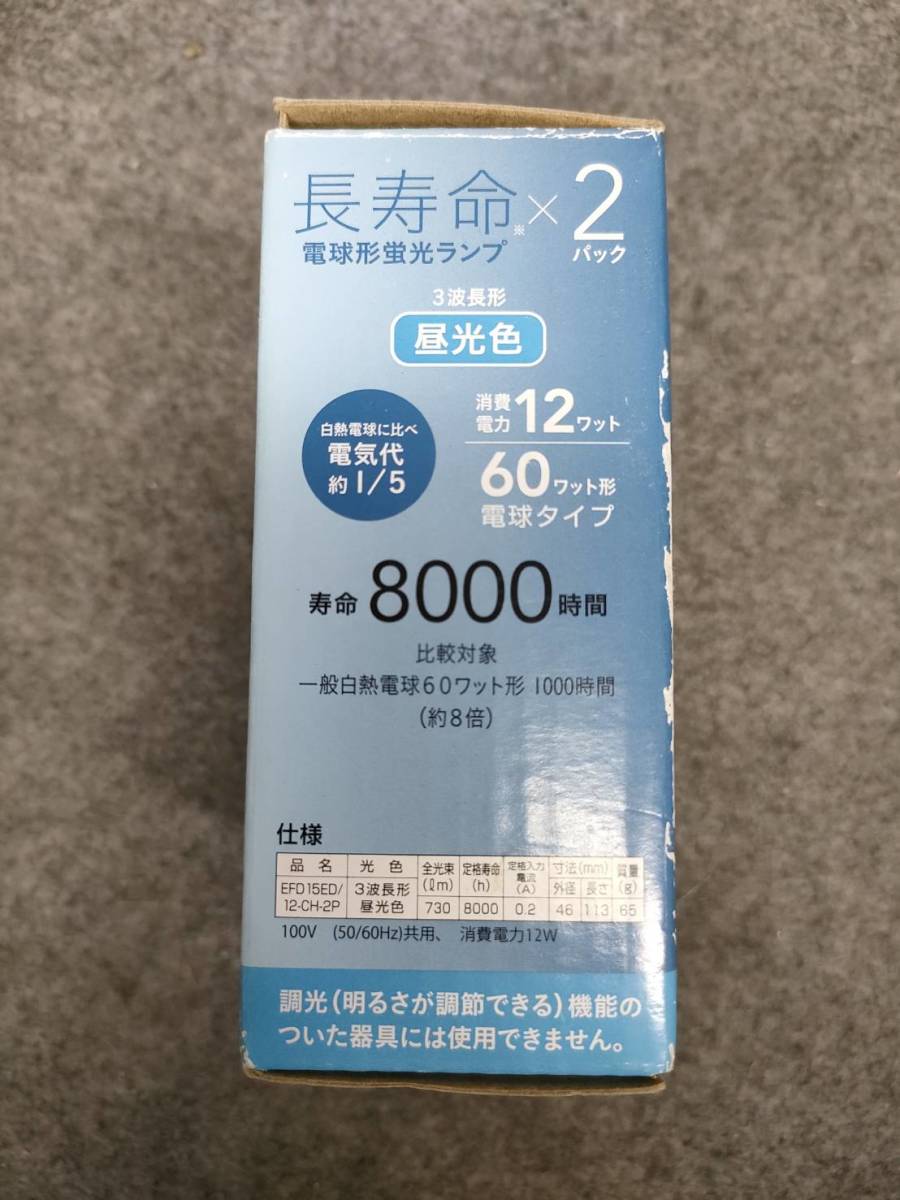 長寿命※×2
電球形蛍光ランプ パック
3波長形
昼光色
白熱電球に比べ
電気代
約1/5
消費
電力 12ワット
60ワット形
電球タイプ
寿命 8000時間
比較対象
一般白熱電球60ワット形 1000時間
(約8倍)
仕様
品名 光色 全光束(ℓm) 定格寿命(h) 定格入力電流(A) 寸法(mm) 外径 長さ 質量(g)
EFD15ED/12-CH-2P 3波長形昼光色 730 8000 0.2 46 113 65
100V (50/60Hz)共用、 消費電力12W
調光(明るさが調節できる)機能の
ついた器具には使用できません。